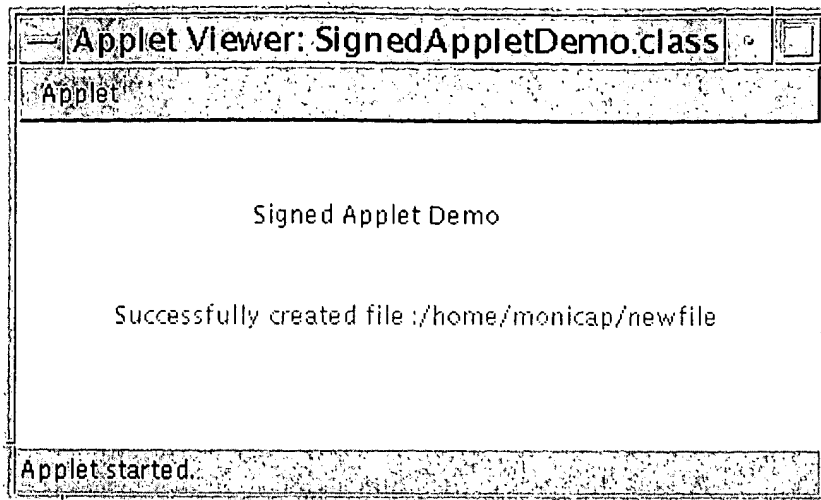 Applet Viewer: SignedAppletDemo.class
Applet
Signed Applet Demo
Successfully created file :/home/monicap/newfile
Applet started.